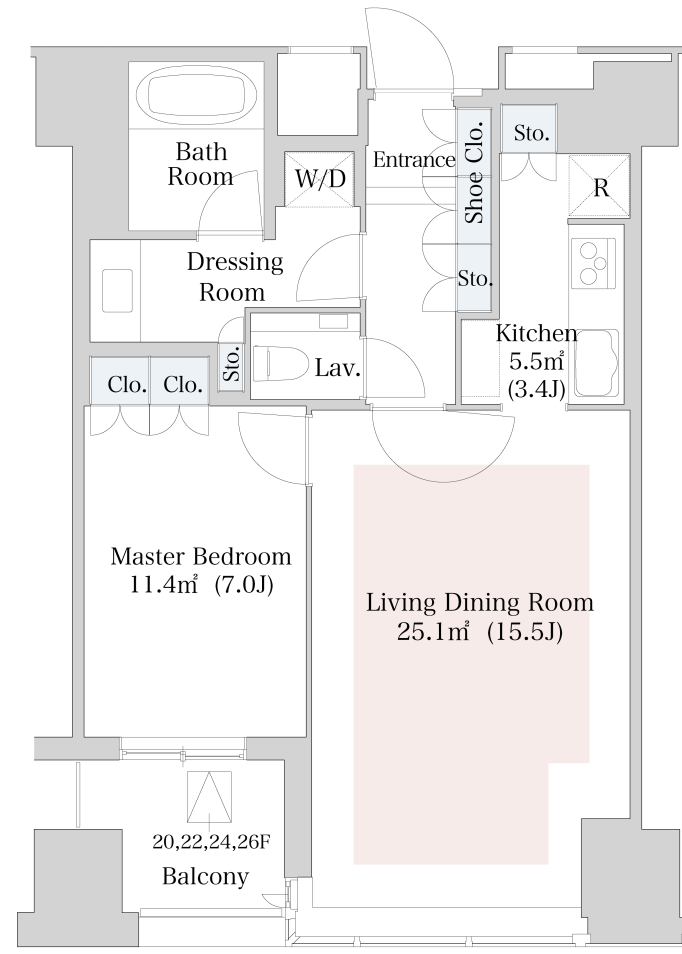 Bath
Room
W/D
Entrance
Shoe Clo.
Sto.
R
Dressing
Room
Sto.
Kitchen
5.5㎡
(3.4J)
Sto.
Lav.
Clo.
Clo.
Master Bedroom
11.4㎡ (7.0J)
Living Dining Room
25.1㎡ (15.5J)
20,22,24,26F
Balcony